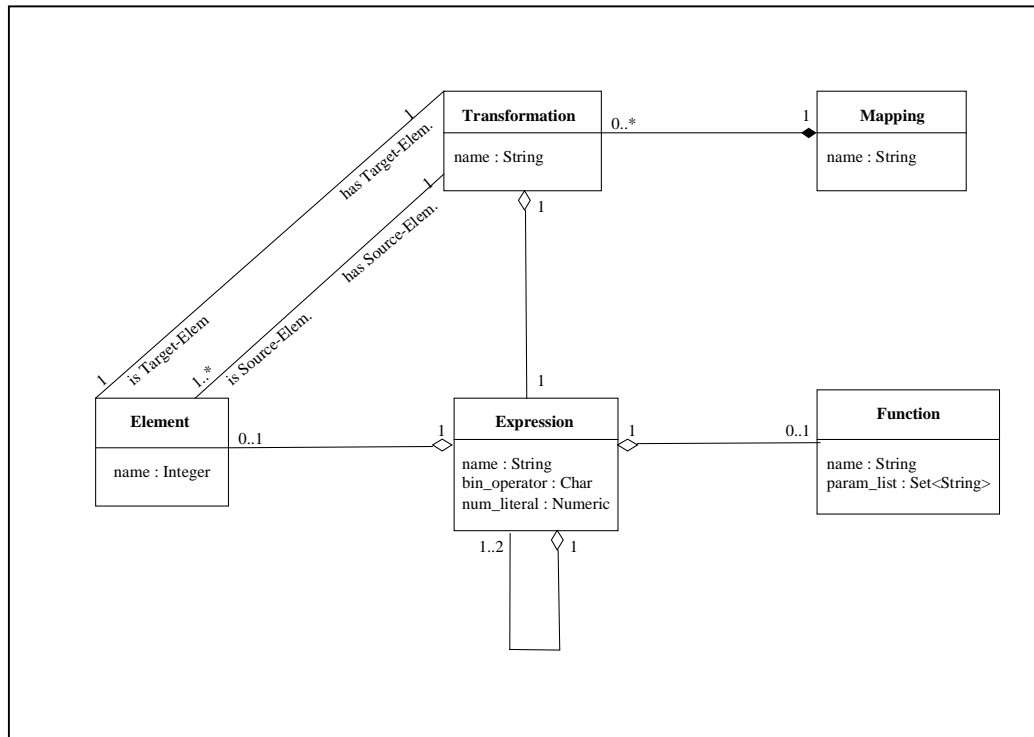 Transformation
name : String
Mapping
name : String
1
0..*
1
1
has Target-Elem.
1
has Source-Elem.
1
is Target-Elem
1..*
is Source-Elem.
1
1
Element
name : Integer
0..1
1
Expression
name : String
bin_operator : Char
num_literal : Numeric
1
0..1
Function
name : String
param_list : Set<String>
1..2
1